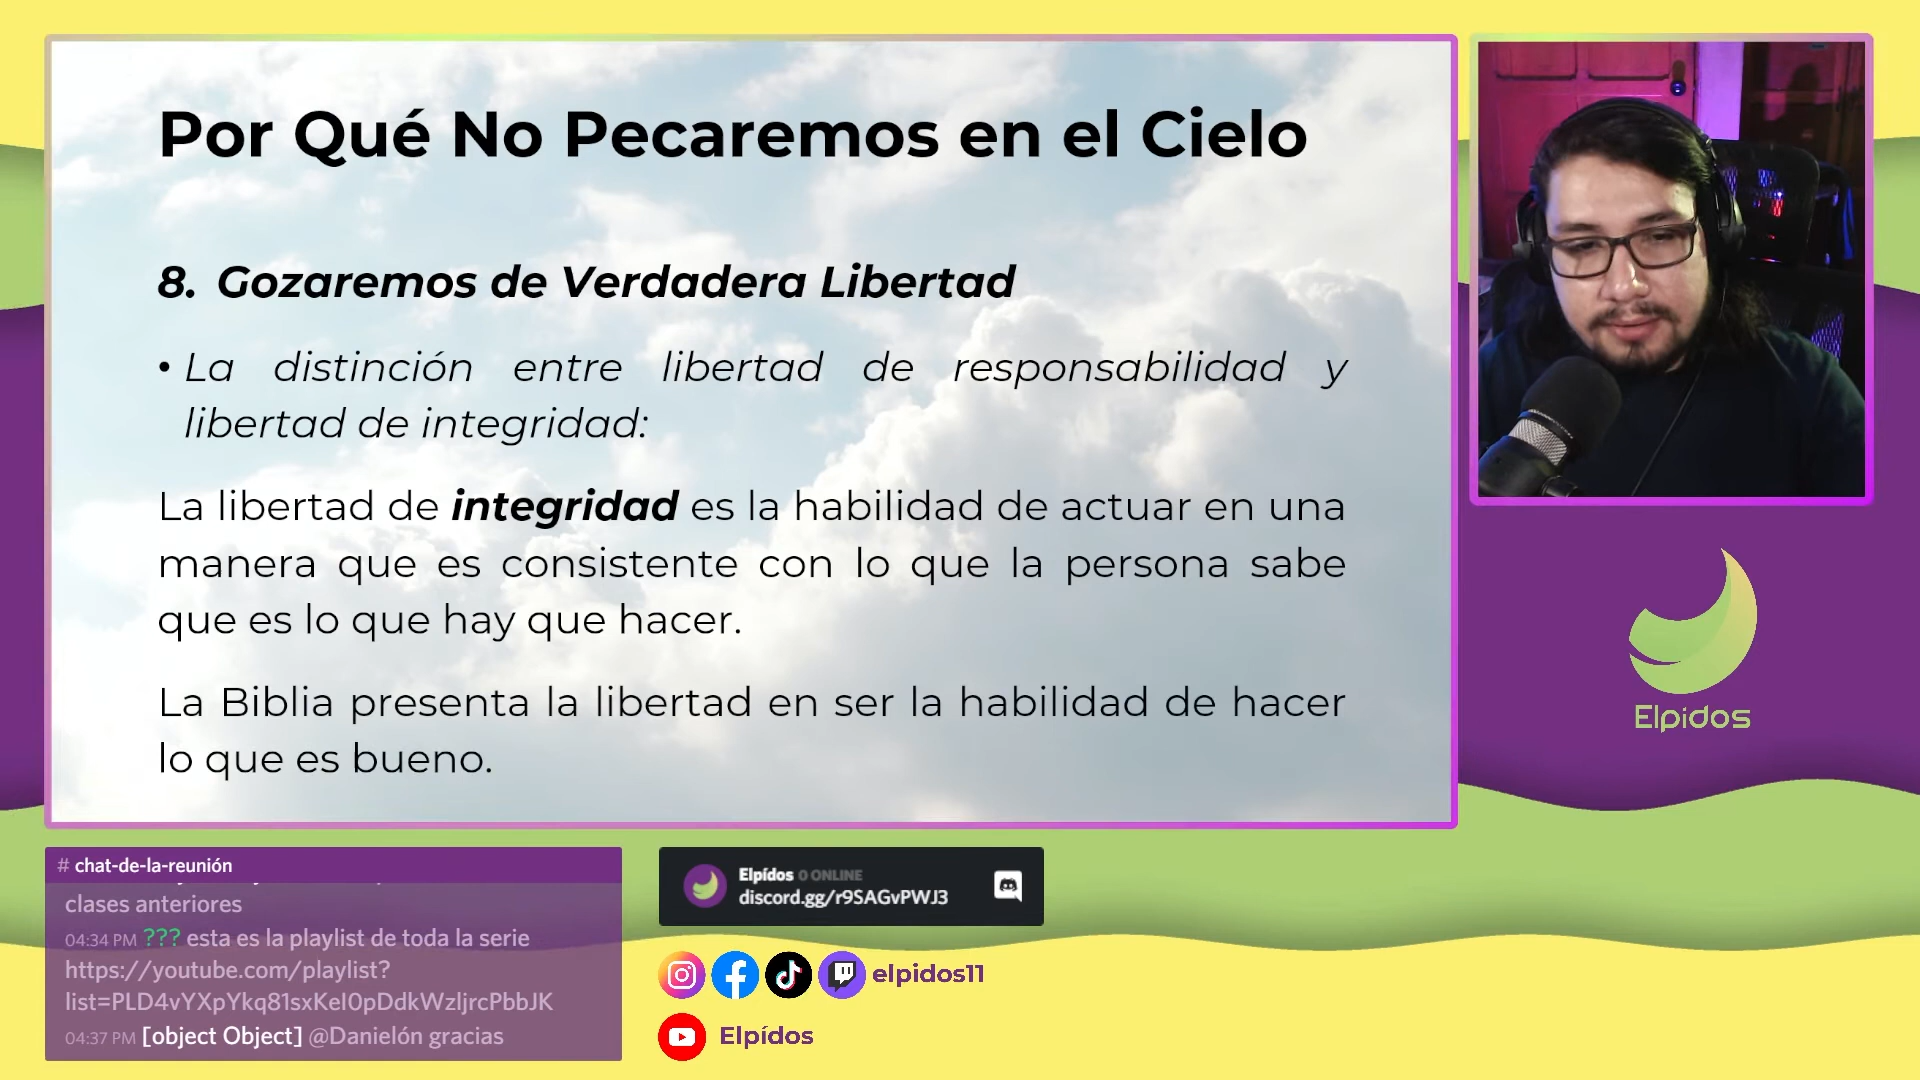 Por Qué No Pecaremos en el Cielo
8. Gozaremos de Verdadera Libertad
• La distinción entre libertad de responsabilidad y
libertad de integridad:
La libertad de integridad es la habilidad de actuar en una
manera que es consistente con lo que la persona sabe
que es lo que hay que hacer.
La Biblia presenta la libertad en ser la habilidad de hacer
lo que es bueno.
Elpidos
# chat-de-la-reunión
clases anteriores
04:34 PM ??? esta es la playlist de toda la serie
https://youtube.com/playlist?
list=PLD4vYXpYkq81sxKeI0pDdkWzljrcPbbJK
04:37 PM [object Object] @Danielón gracias
Elpídos 0 ONLINE
discord.gg/r9SAGvPWJ3
elpidos11
Elpídos